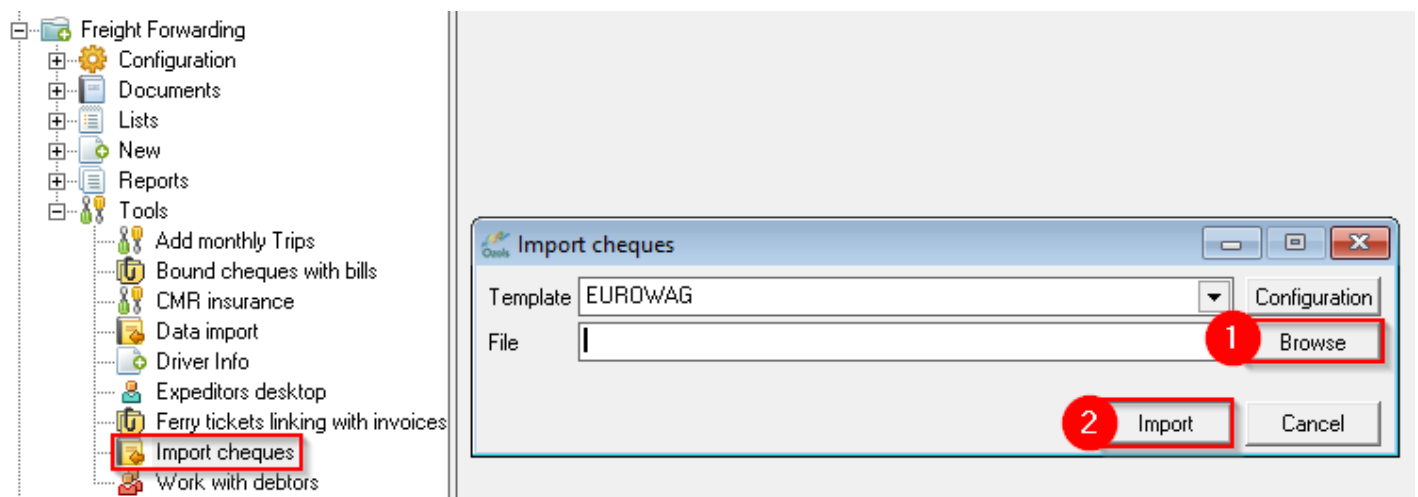 Freight Forwarding
Configuration
Documents
Lists
New
Reports
Tools
Add monthly Trips
Bound cheques with bills
CMR insurance
Data import
Driver Info
Expeditors desktop
Ferry tickets linking with invoices
Import cheques
Work with debtors
Ozols Import cheques
Template EUROWAG Configuration
File 1 Browse
2 Import Cancel